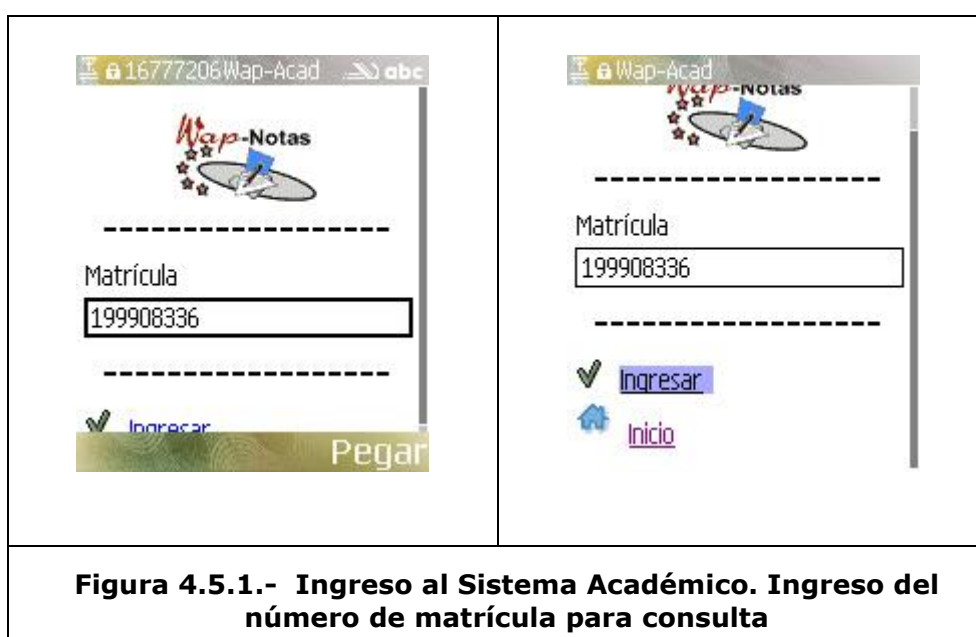 16777206Wap-Acad abc
Wap-Notas
Matrícula
199908336
Ingresar
Pegar
Wap-Acad
Wap-Notas
Matrícula
199908336
Ingresar
Inicio
Figura 4.5.1.- Ingreso al Sistema Académico. Ingreso del
número de matrícula para consulta